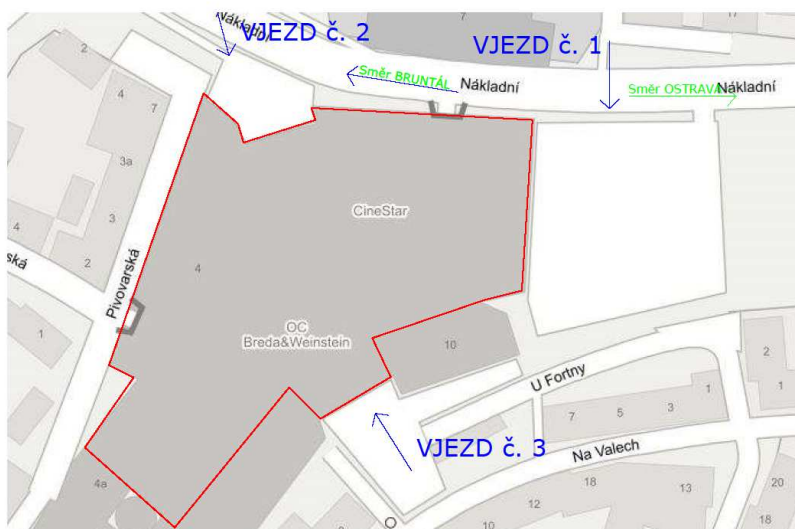 Nákladní
7
17
VJEZD č. 2
VJEZD č. 1
2
Směr BRUNTÁL
Nákladní
Směr OSTRAVA
Nákladní
4
7
3a
CineStar
3
4
2
4
ská
Pivovarská
OC
Breda&Weinstein
1
10
2
U Fortny
1
1
7
5
3
VJEZD č. 3
Na Valech
4a
18
13
20
12
10
18
8